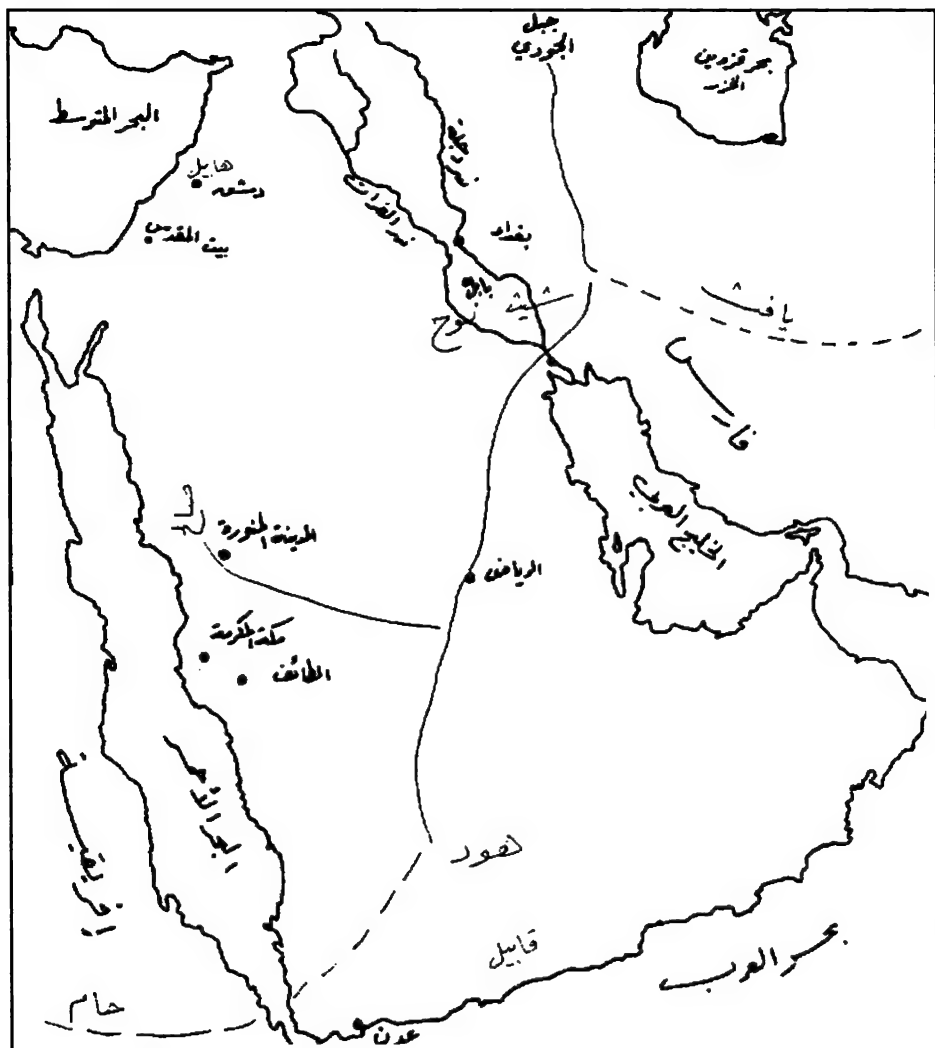 جبل
الجودي
بحر قزوين
الخزر
البحر المتوسط
هابيل
دمشق
بيت المقدس
نهر الفرات
بغداد
بابل
شيث
نوح
يافث
فارس
الخليج العربي
المدينة المنورة
الرياض
مكة المكرمة
الطائف
البحر الأحمر
هود
قابيل
بحر العرب
حام
عدن